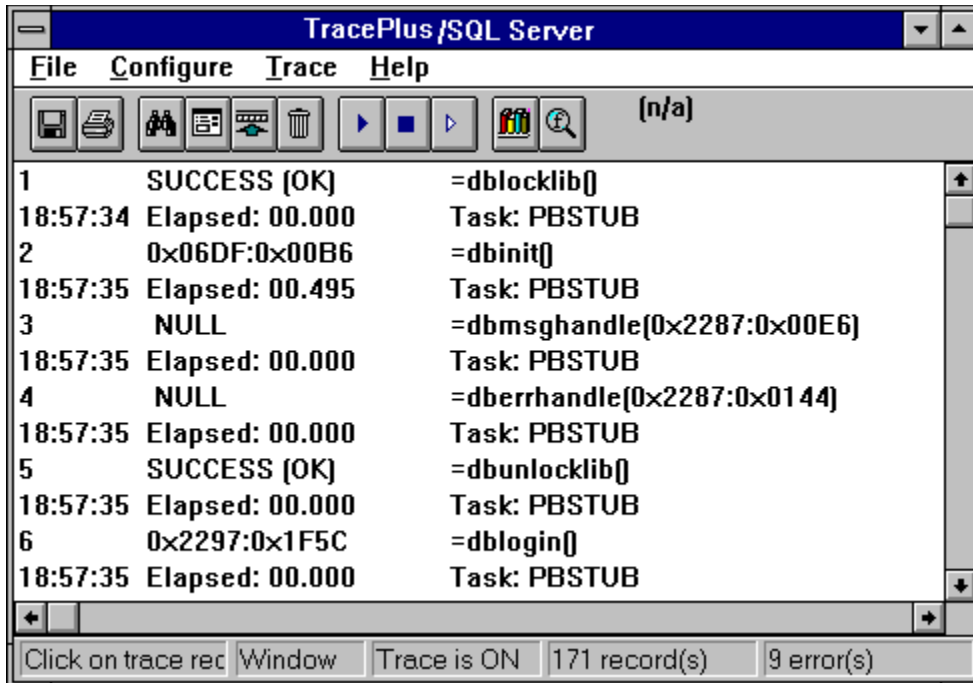 TracePlus/SQL Server
File Configure Trace Help
(n/a)
1 SUCCESS (OK) =dblocklib()
18:57:34 Elapsed: 00.000 Task: PBSTUB
2 0x06DF:0x00B6 =dbinit()
18:57:35 Elapsed: 00.495 Task: PBSTUB
3 NULL =dbmsghandle(0x2287:0x00E6)
18:57:35 Elapsed: 00.000 Task: PBSTUB
4 NULL =dberrhandle(0x2287:0x0144)
18:57:35 Elapsed: 00.000 Task: PBSTUB
5 SUCCESS (OK) =dbunlocklib()
18:57:35 Elapsed: 00.000 Task: PBSTUB
6 0x2297:0x1F5C =dblogin()
18:57:35 Elapsed: 00.000 Task: PBSTUB
Click on trace rec Window Trace is ON 171 record(s) 9 error(s)